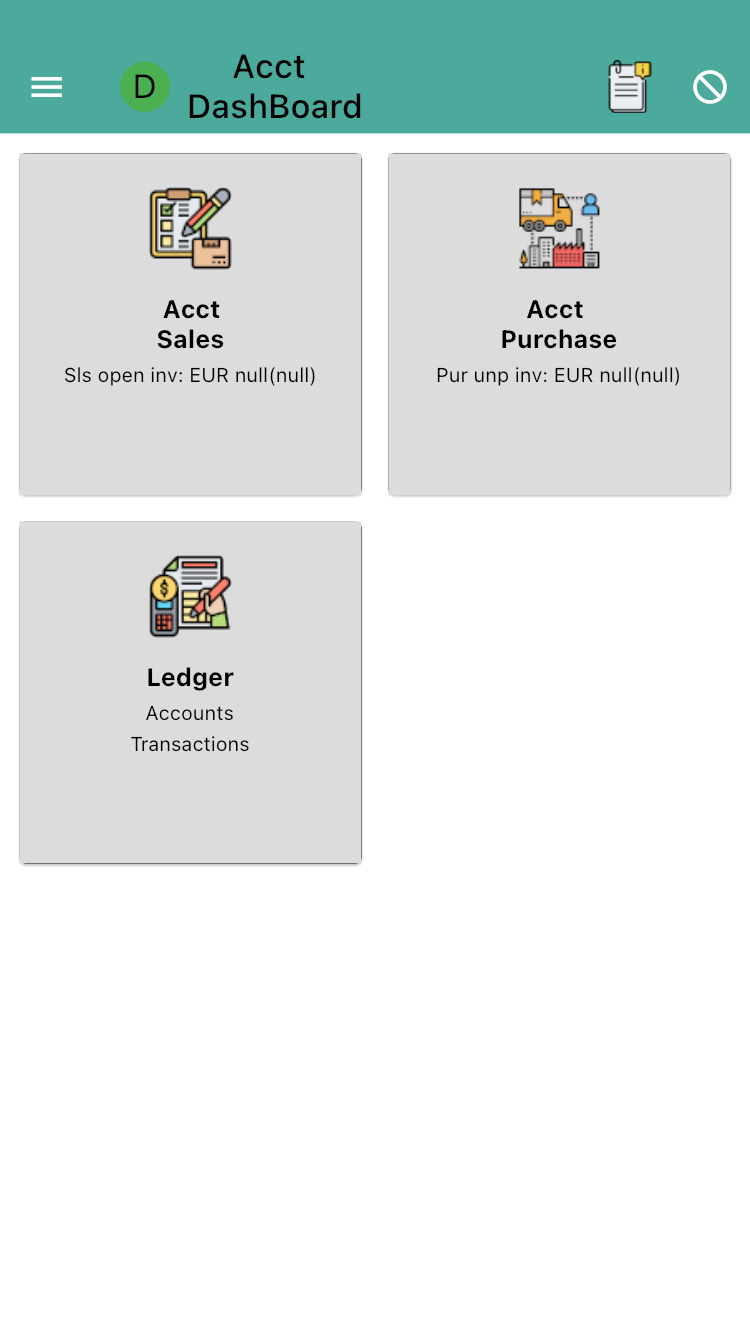 D
Acct
DashBoard
Acct
Sales
Sls open inv: EUR null(null)
Acct
Purchase
Pur unp inv: EUR null(null)
Ledger
Accounts
Transactions